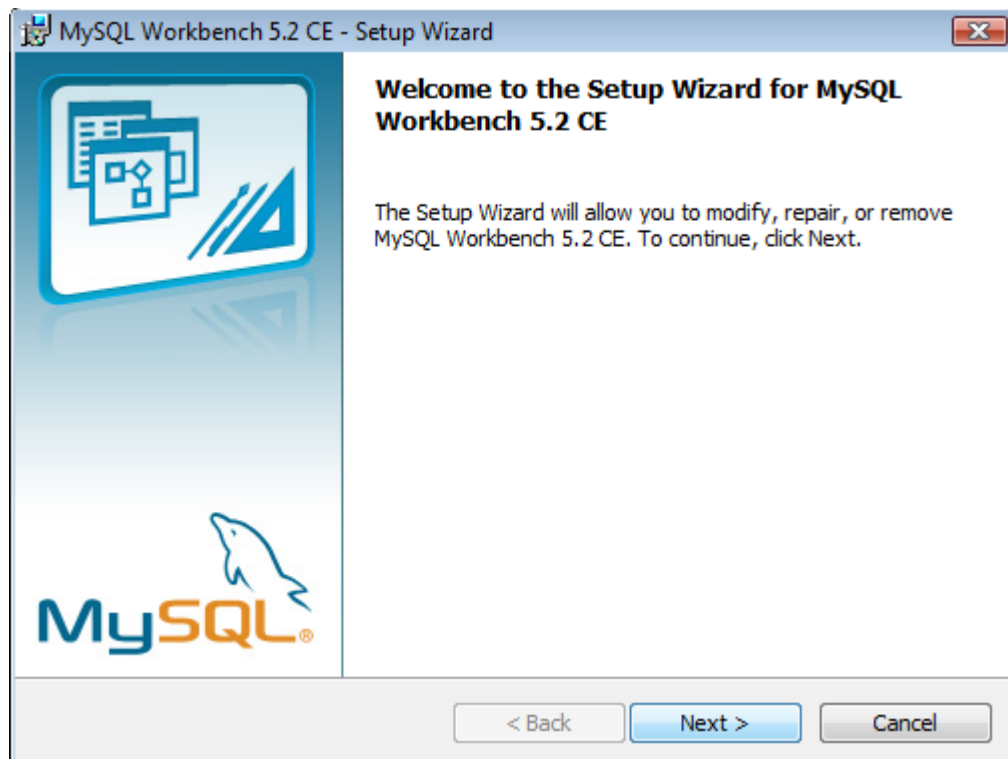 MySQL Workbench 5.2 CE - Setup Wizard
Welcome to the Setup Wizard for MySQL
Workbench 5.2 CE
The Setup Wizard will allow you to modify, repair, or remove
MySQL Workbench 5.2 CE. To continue, click Next.
MySQL®
< Back Next > Cancel